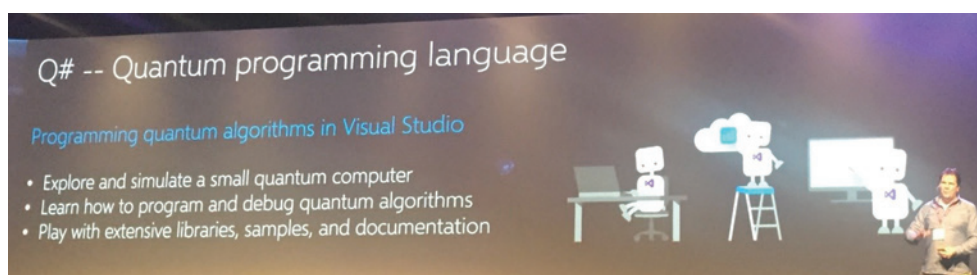 Q# -- Quantum programming language
Programming quantum algorithms in Visual Studio
• Explore and simulate a small quantum computer
• Learn how to program and debug quantum algorithms
• Play with extensive libraries, samples, and documentation